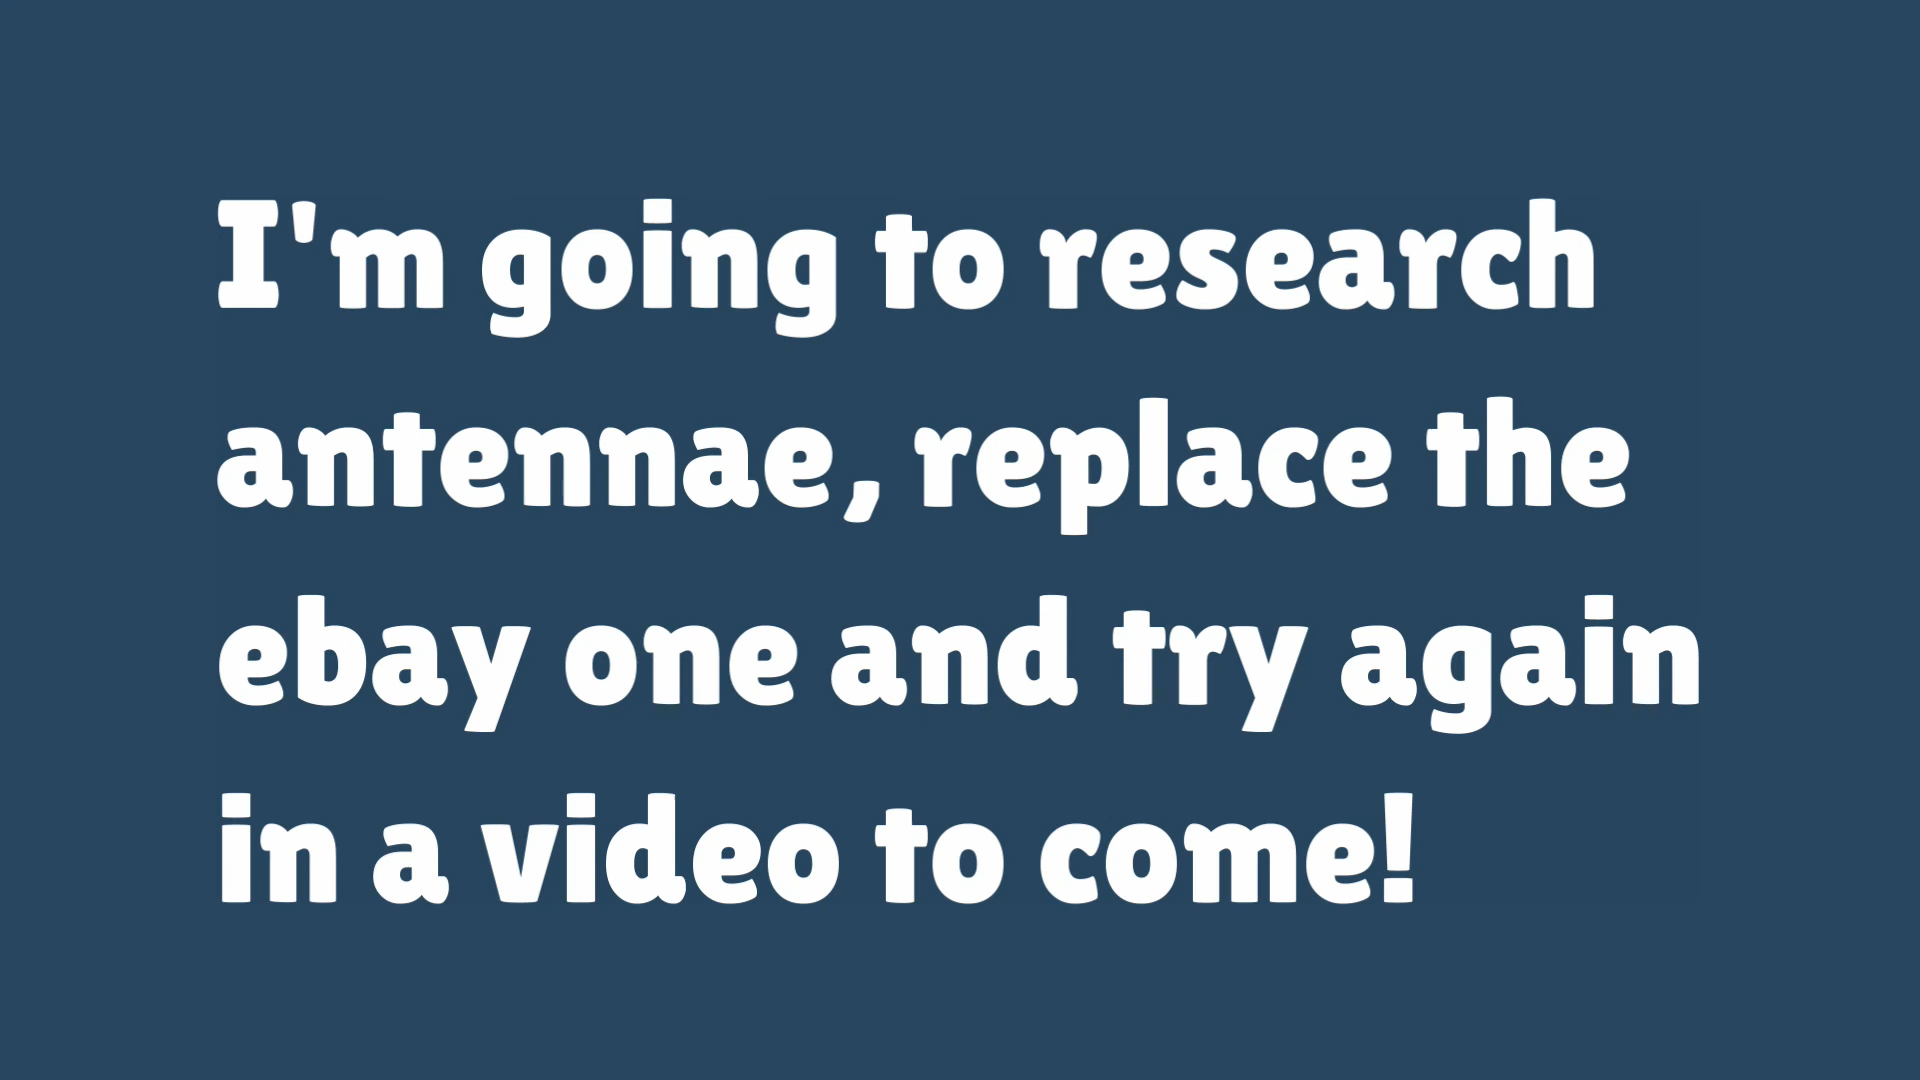 I'm going to research
antennae, replace the
ebay one and try again
in a video to come!